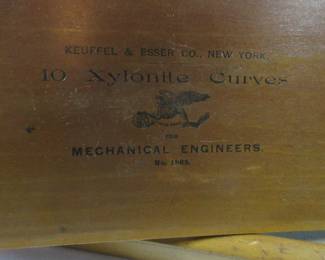 KEUFFEL & ESSER CO., NEW YORK.
10 Xylonite Curves
FOR
MECHANICAL ENGINEERS.
No. 1865.